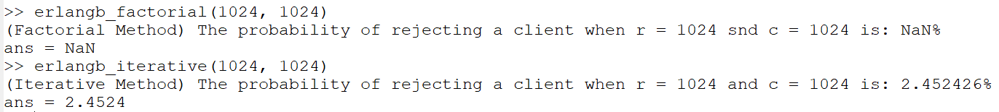 >> erlangb_factorial(1024, 1024)
(Factorial Method) The probability of rejecting a client when r = 1024 snd c = 1024 is: NaN%
ans = NaN
>> erlangb_iterative(1024, 1024)
(Iterative Method) The probability of rejecting a client when r = 1024 and c = 1024 is: 2.452426%
ans = 2.4524